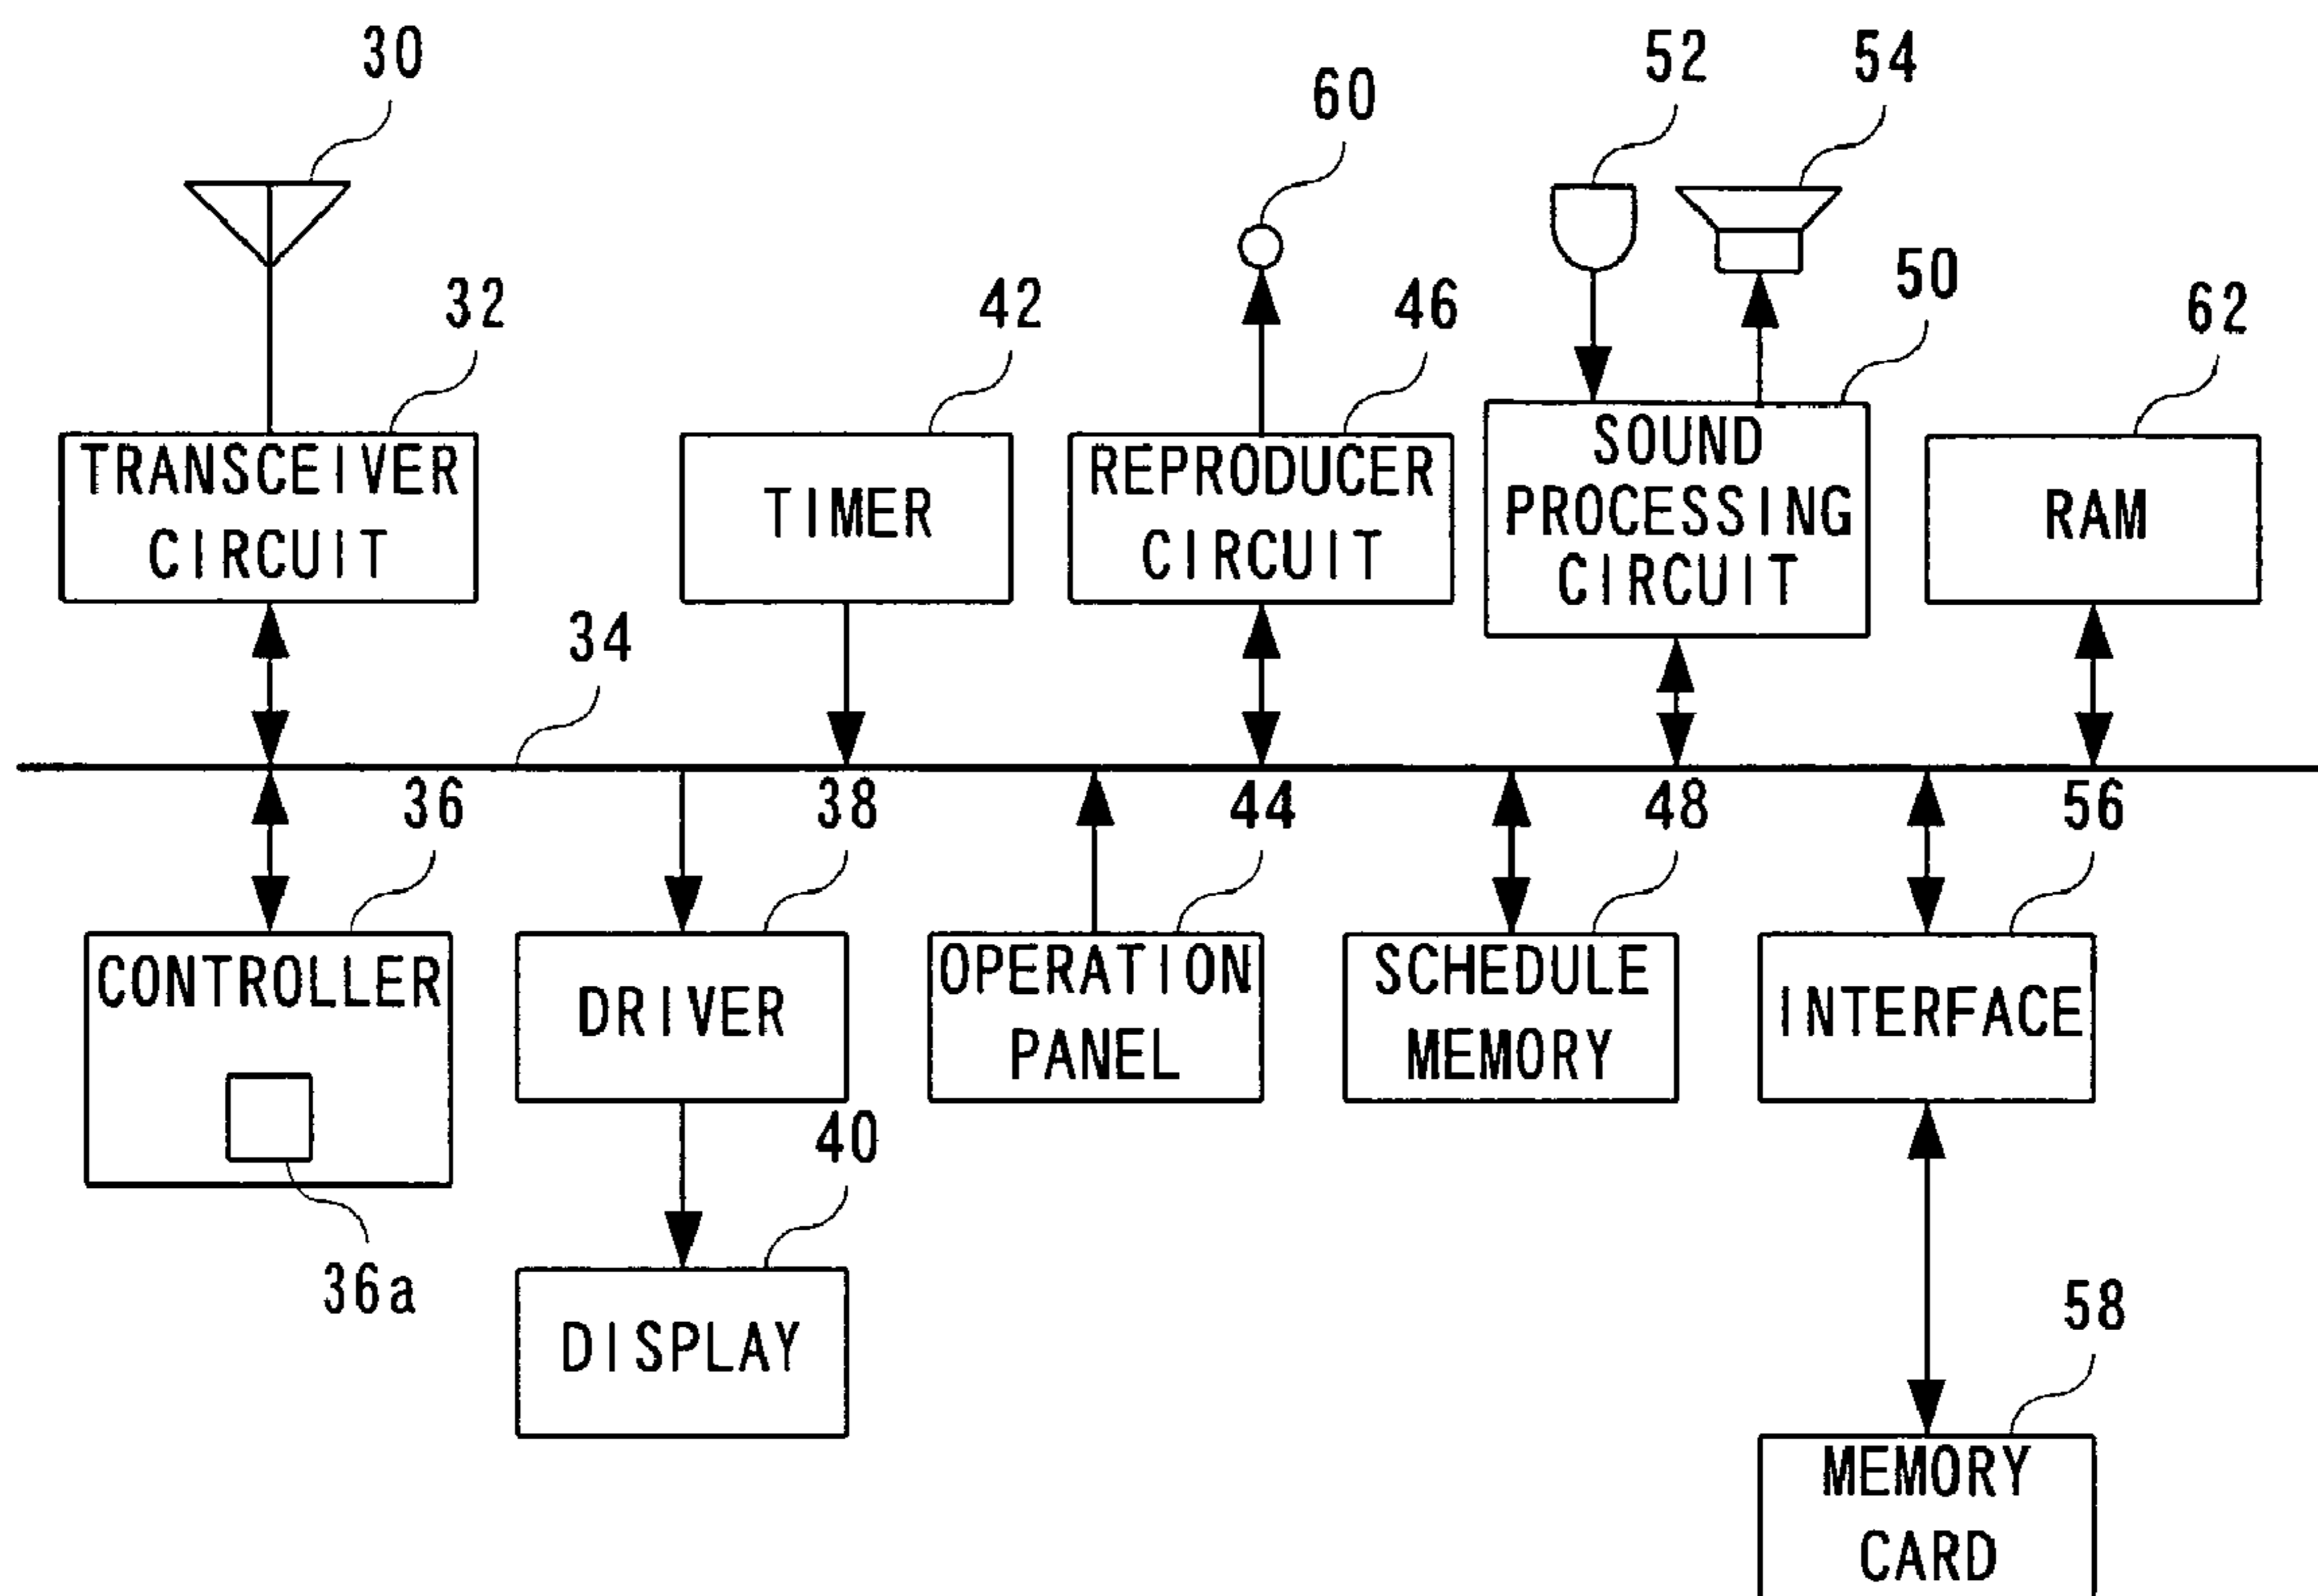 30
52
54
60
32
42
46
50
62
TRANSCEIVER
CIRCUIT
TIMER
REPRODUCER
CIRCUIT
SOUND
PROCESSING
CIRCUIT
RAM
34
36
38
44
48
56
CONTROLLER
DRIVER
OPERATION
PANEL
SCHEDULE
MEMORY
INTERFACE
40
36a
DISPLAY
58
MEMORY
CARD